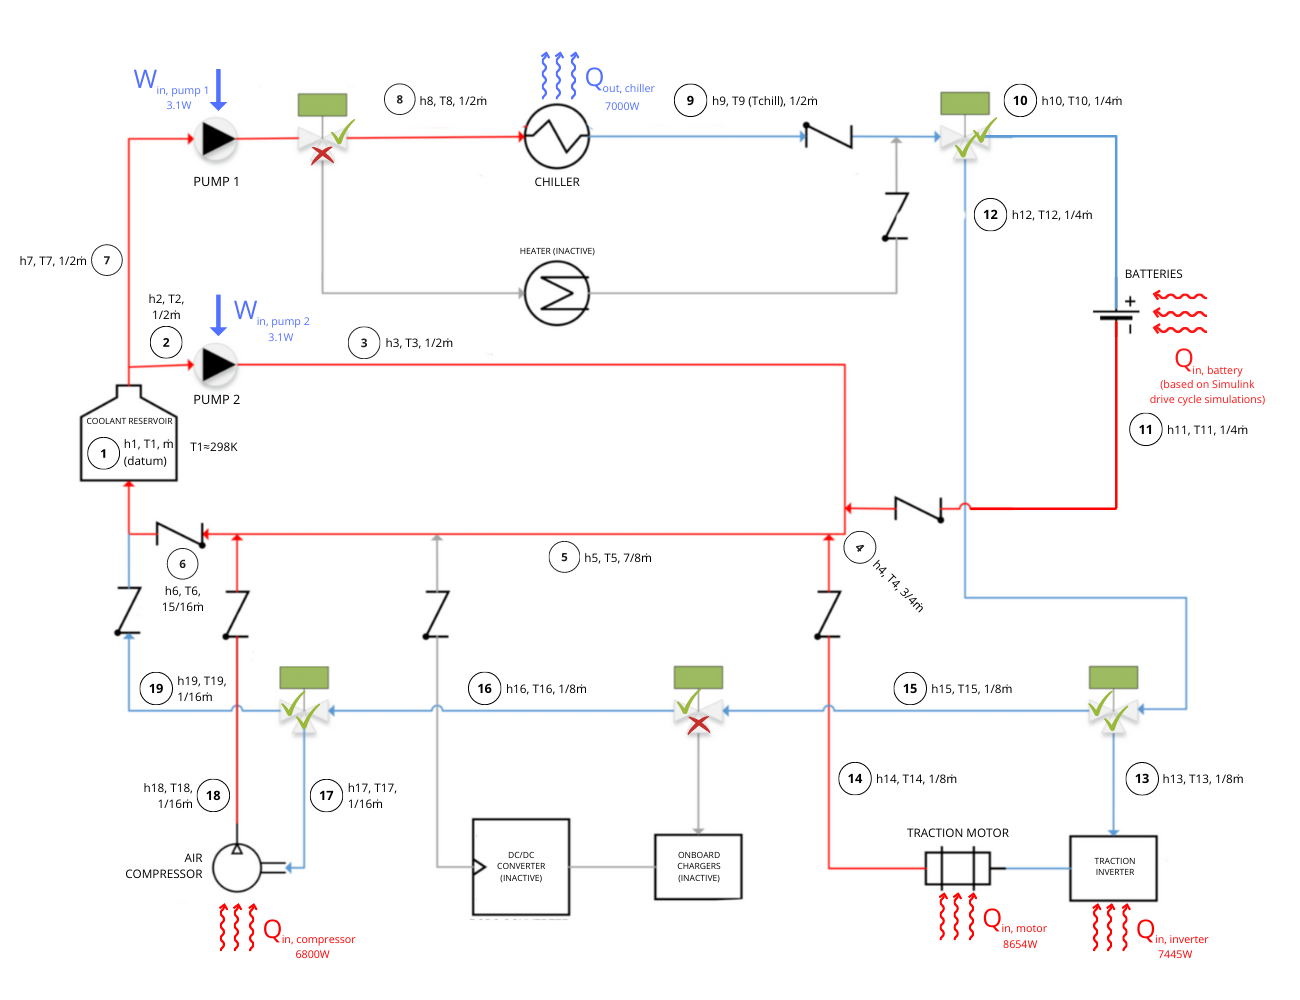 W in, pump 1
3.1W
PUMP 1
8 h8, T8, 1/2ṁ
Q out, chiller
7000W
CHILLER
9 h9, T9 (Tchill), 1/2ṁ
10 h10, T10, 1/4ṁ
12 h12, T12, 1/4ṁ
h7, T7, 1/2ṁ 7
HEATER (INACTIVE)
BATTERIES
+
-
Q in, battery
(based on Simulink
drive cycle simulations)
h2, T2,
1/2ṁ
2
W in, pump 2
3.1W
3 h3, T3, 1/2ṁ
PUMP 2
COOLANT RESERVOIR
1 h1, T1, ṁ
(datum)
T1≈298K
11 h11, T11, 1/4ṁ
6
h6, T6,
15/16ṁ
5 h5, T5, 7/8ṁ
4 h4, T4, 3/4ṁ
19 h19, T19,
1/16ṁ
16 h16, T16, 1/8ṁ
15 h15, T15, 1/8ṁ
h18, T18,
1/16ṁ
18
17 h17, T17,
1/16ṁ
14 h14, T14, 1/8ṁ
13 h13, T13, 1/8ṁ
AIR
COMPRESSOR
DC/DC
CONVERTER
(INACTIVE)
ONBOARD
CHARGERS
(INACTIVE)
TRACTION MOTOR
TRACTION
INVERTER
Q in, compressor
6800W
Q in, motor
8654W
Q in, inverter
7445W